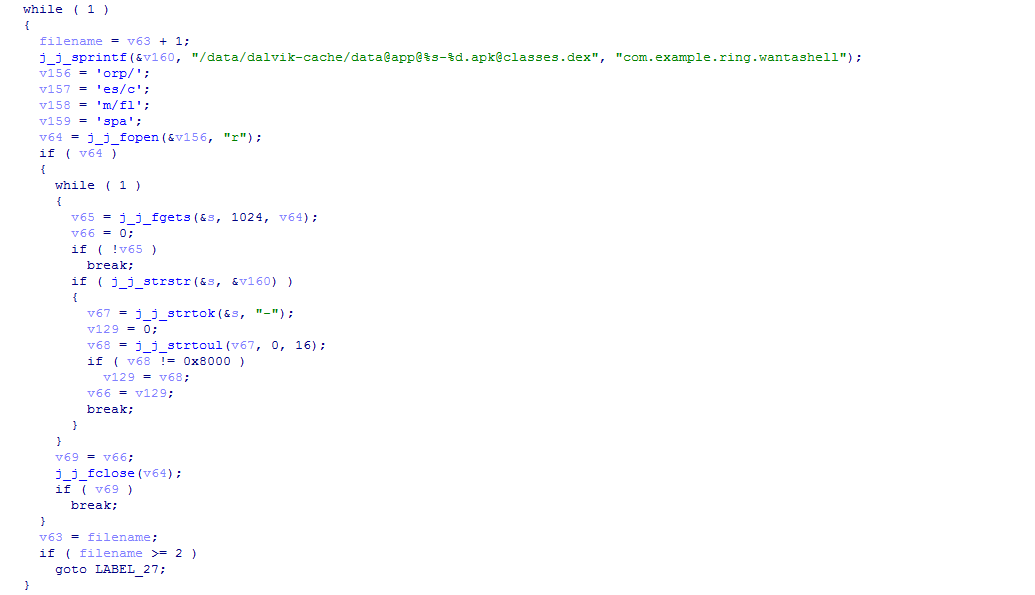 while ( 1 )
{
  filename = v63 + 1;
  j_j_sprintf(&v160, "/data/dalvik-cache/data@app@%s-%d.apk@classes.dex", "com.example.ring.wantashell");
  v156 = 'orp/';
  v157 = 'es/c';
  v158 = 'm/fl';
  v159 = 'spa';
  v64 = j_j_fopen(&v156, "r");
  if ( v64 )
  {
    while ( 1 )
    {
      v65 = j_j_fgets(&s, 1024, v64);
      v66 = 0;
      if ( !v65 )
        break;
      if ( j_j_strstr(&s, &v160) )
      {
        v67 = j_j_strtok(&s, "-");
        v129 = 0;
        v68 = j_j_strtoul(v67, 0, 16);
        if ( v68 != 0x8000 )
          v129 = v68;
        v66 = v129;
        break;
      }
    }
    v69 = v66;
    j_j_fclose(v64);
    if ( v69 )
      break;
  }
  v63 = filename;
  if ( filename >= 2 )
    goto LABEL_27;
}